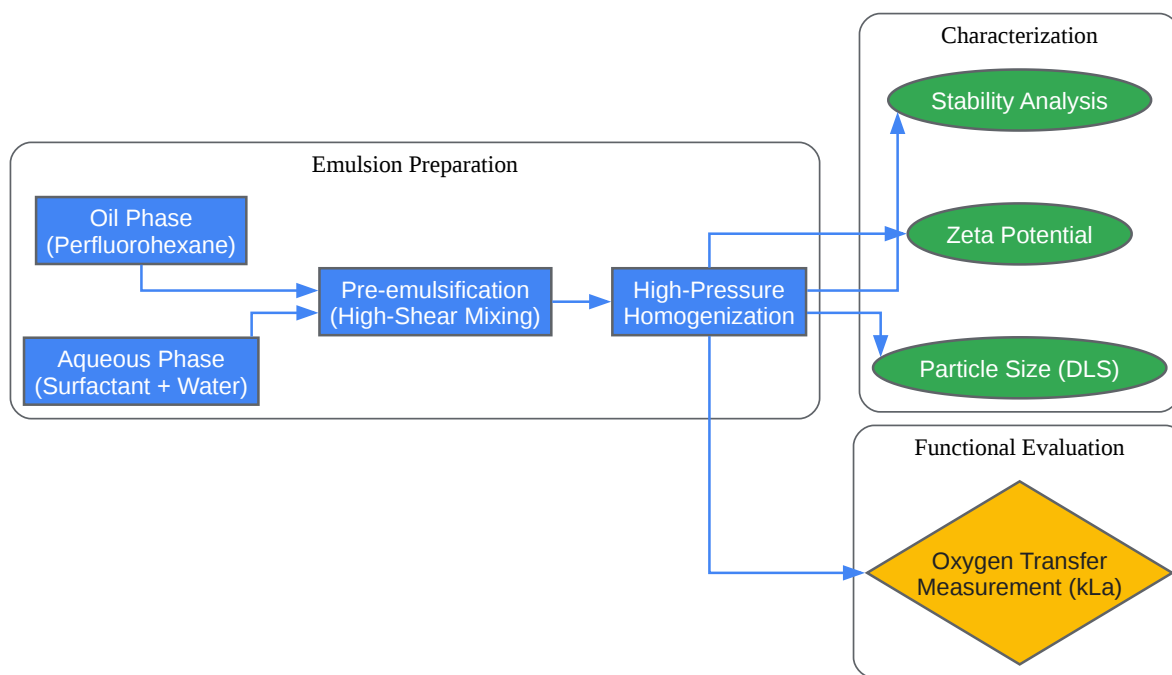 Emulsion Preparation
Oil Phase
(Perfluorohexane)
Aqueous Phase
(Surfactant + Water)
Pre-emulsification
(High-Shear Mixing)
High-Pressure
Homogenization
Characterization
Stability Analysis
Zeta Potential
Particle Size (DLS)
Functional Evaluation
Oxygen Transfer
Measurement (kLa)